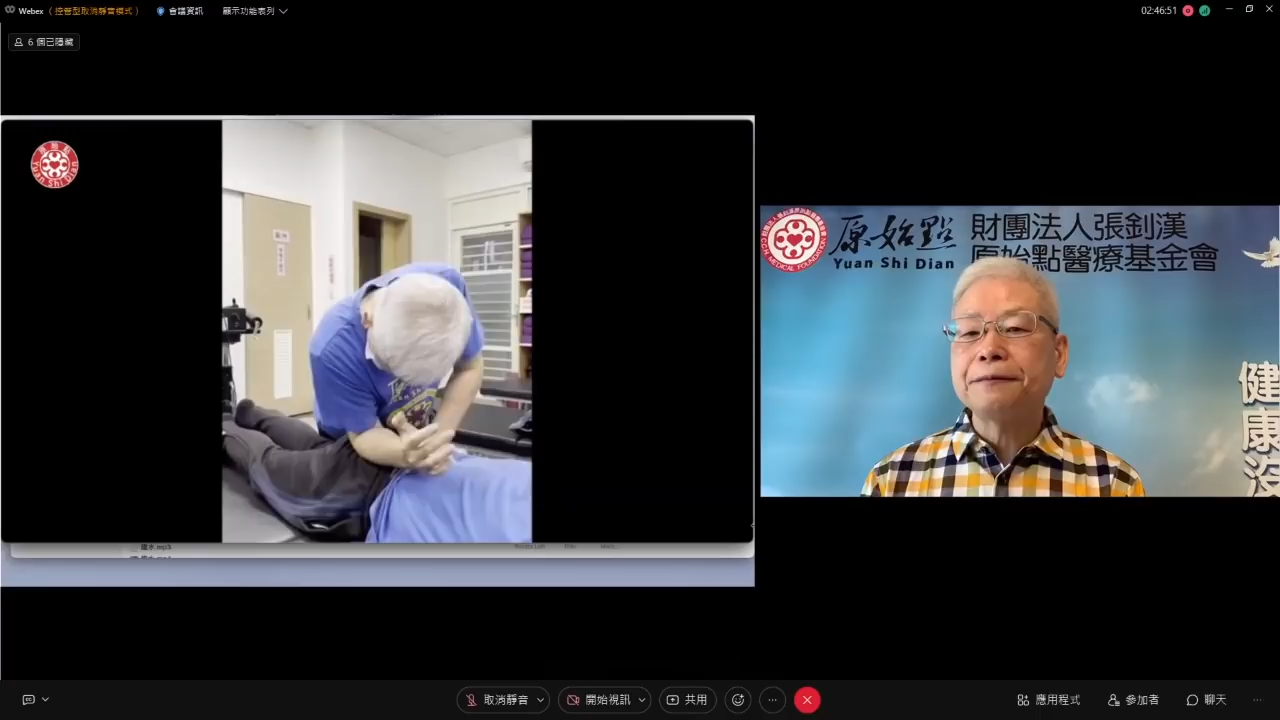 Webex （控管型取消靜音模式）
會議資訊
顯示功能表列
02:46:51
6 個已隱藏
Yuan Shi Dian
原始點
Yuan Shi Dian
財團法人張釗漢
原始點醫療基金會
健康沒
取消靜音
開始視訊
共用
應用程式
參加者
聊天